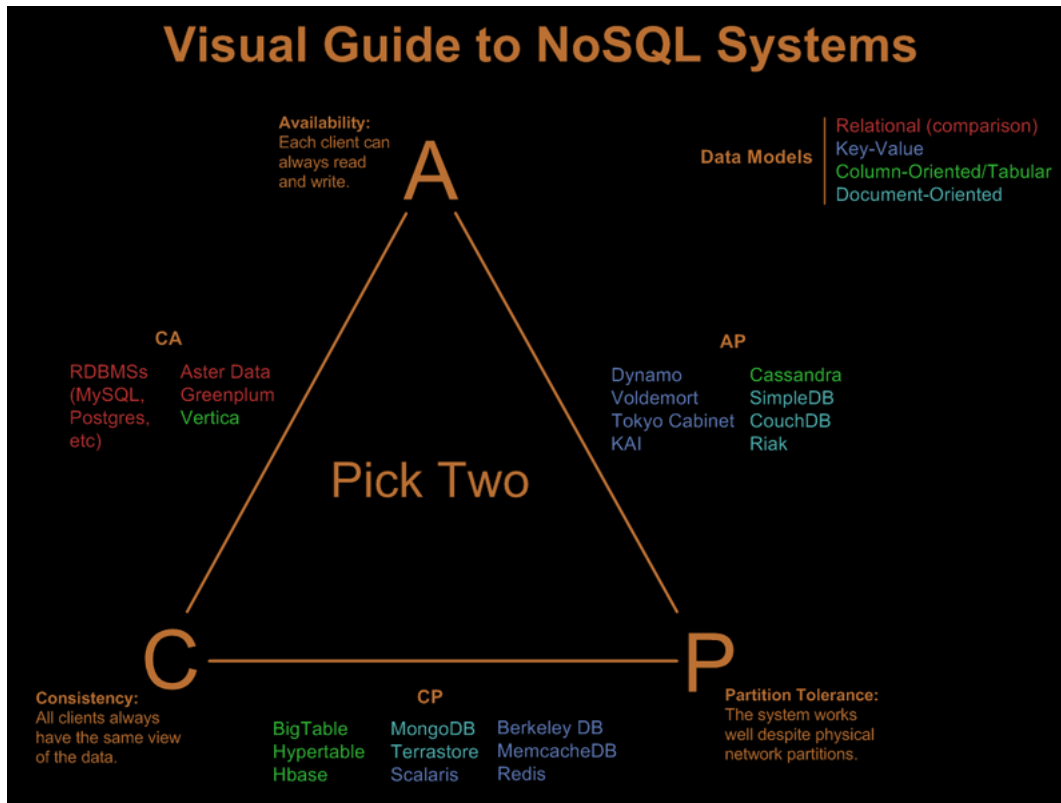 Visual Guide to NoSQL Systems
Availability:
Each client can
always read
and write.
A
Data Models
Relational (comparison)
Key-Value
Column-Oriented/Tabular
Document-Oriented
CA
RDBMSs
(MySQL,
Postgres,
etc)
Aster Data
Greenplum
Vertica
AP
Dynamo
Voldemort
Tokyo Cabinet
KAI
Cassandra
SimpleDB
CouchDB
Riak
Pick Two
C
P
Consistency:
All clients always
have the same view
of the data.
CP
BigTable
Hypertable
Hbase
MongoDB
Terrastore
Scalaris
Berkeley DB
MemcacheDB
Redis
Partition Tolerance:
The system works
well despite physical
network partitions.